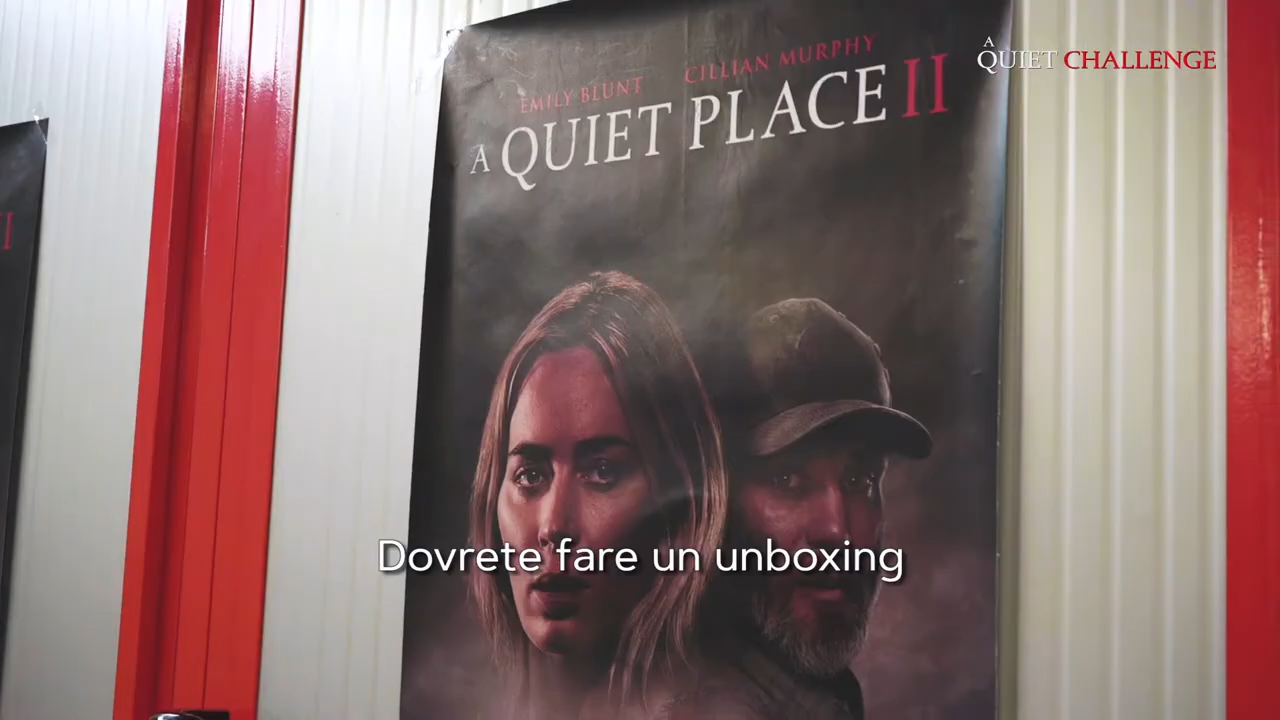 EMILY BLUNT CILLIAN MURPHY
A QUIET PLACE II
A
QUIET CHALLENGE
I
Dovrete fare un unboxing